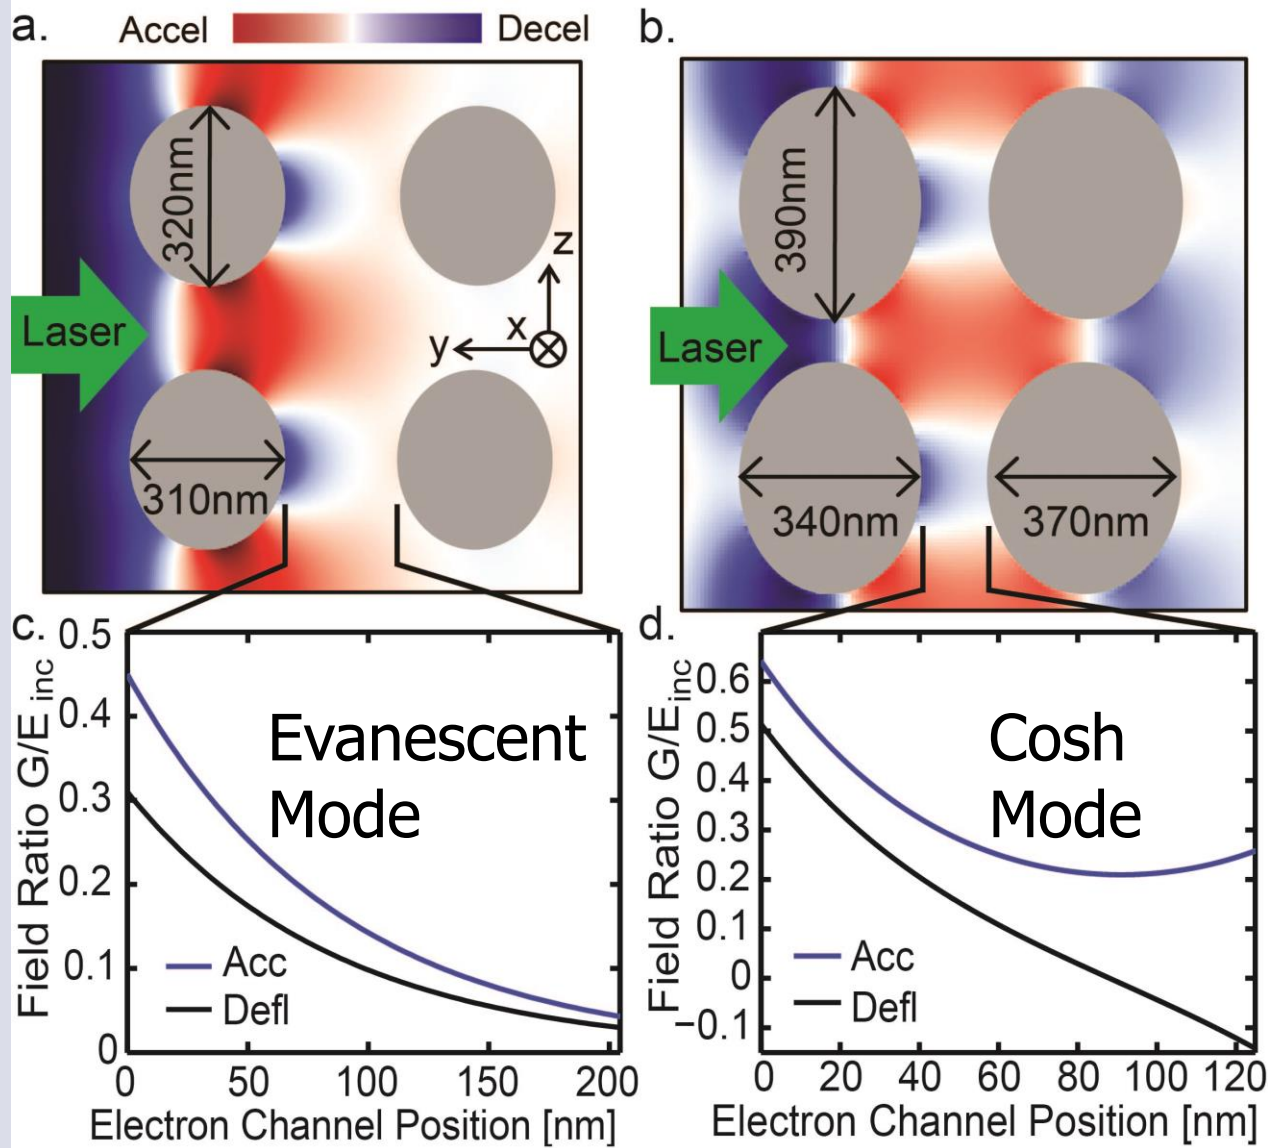 a.
Accel
Decel
320nm
Laser
310nm
z
x
y
b.
390nm
Laser
340nm
370nm
c.
Field Ratio G/Einc
0.5
0.4
0.3
0.2
0.1
0
Evanescent
Mode
Acc
Defl
0 50 100 150 200
Electron Channel Position [nm]
d.
Field Ratio G/Einc
0.6
0.5
0.4
0.3
0.2
0.1
0
−0.1
Cosh
Mode
Acc
Defl
0 20 40 60 80 100 120
Electron Channel Position [nm]